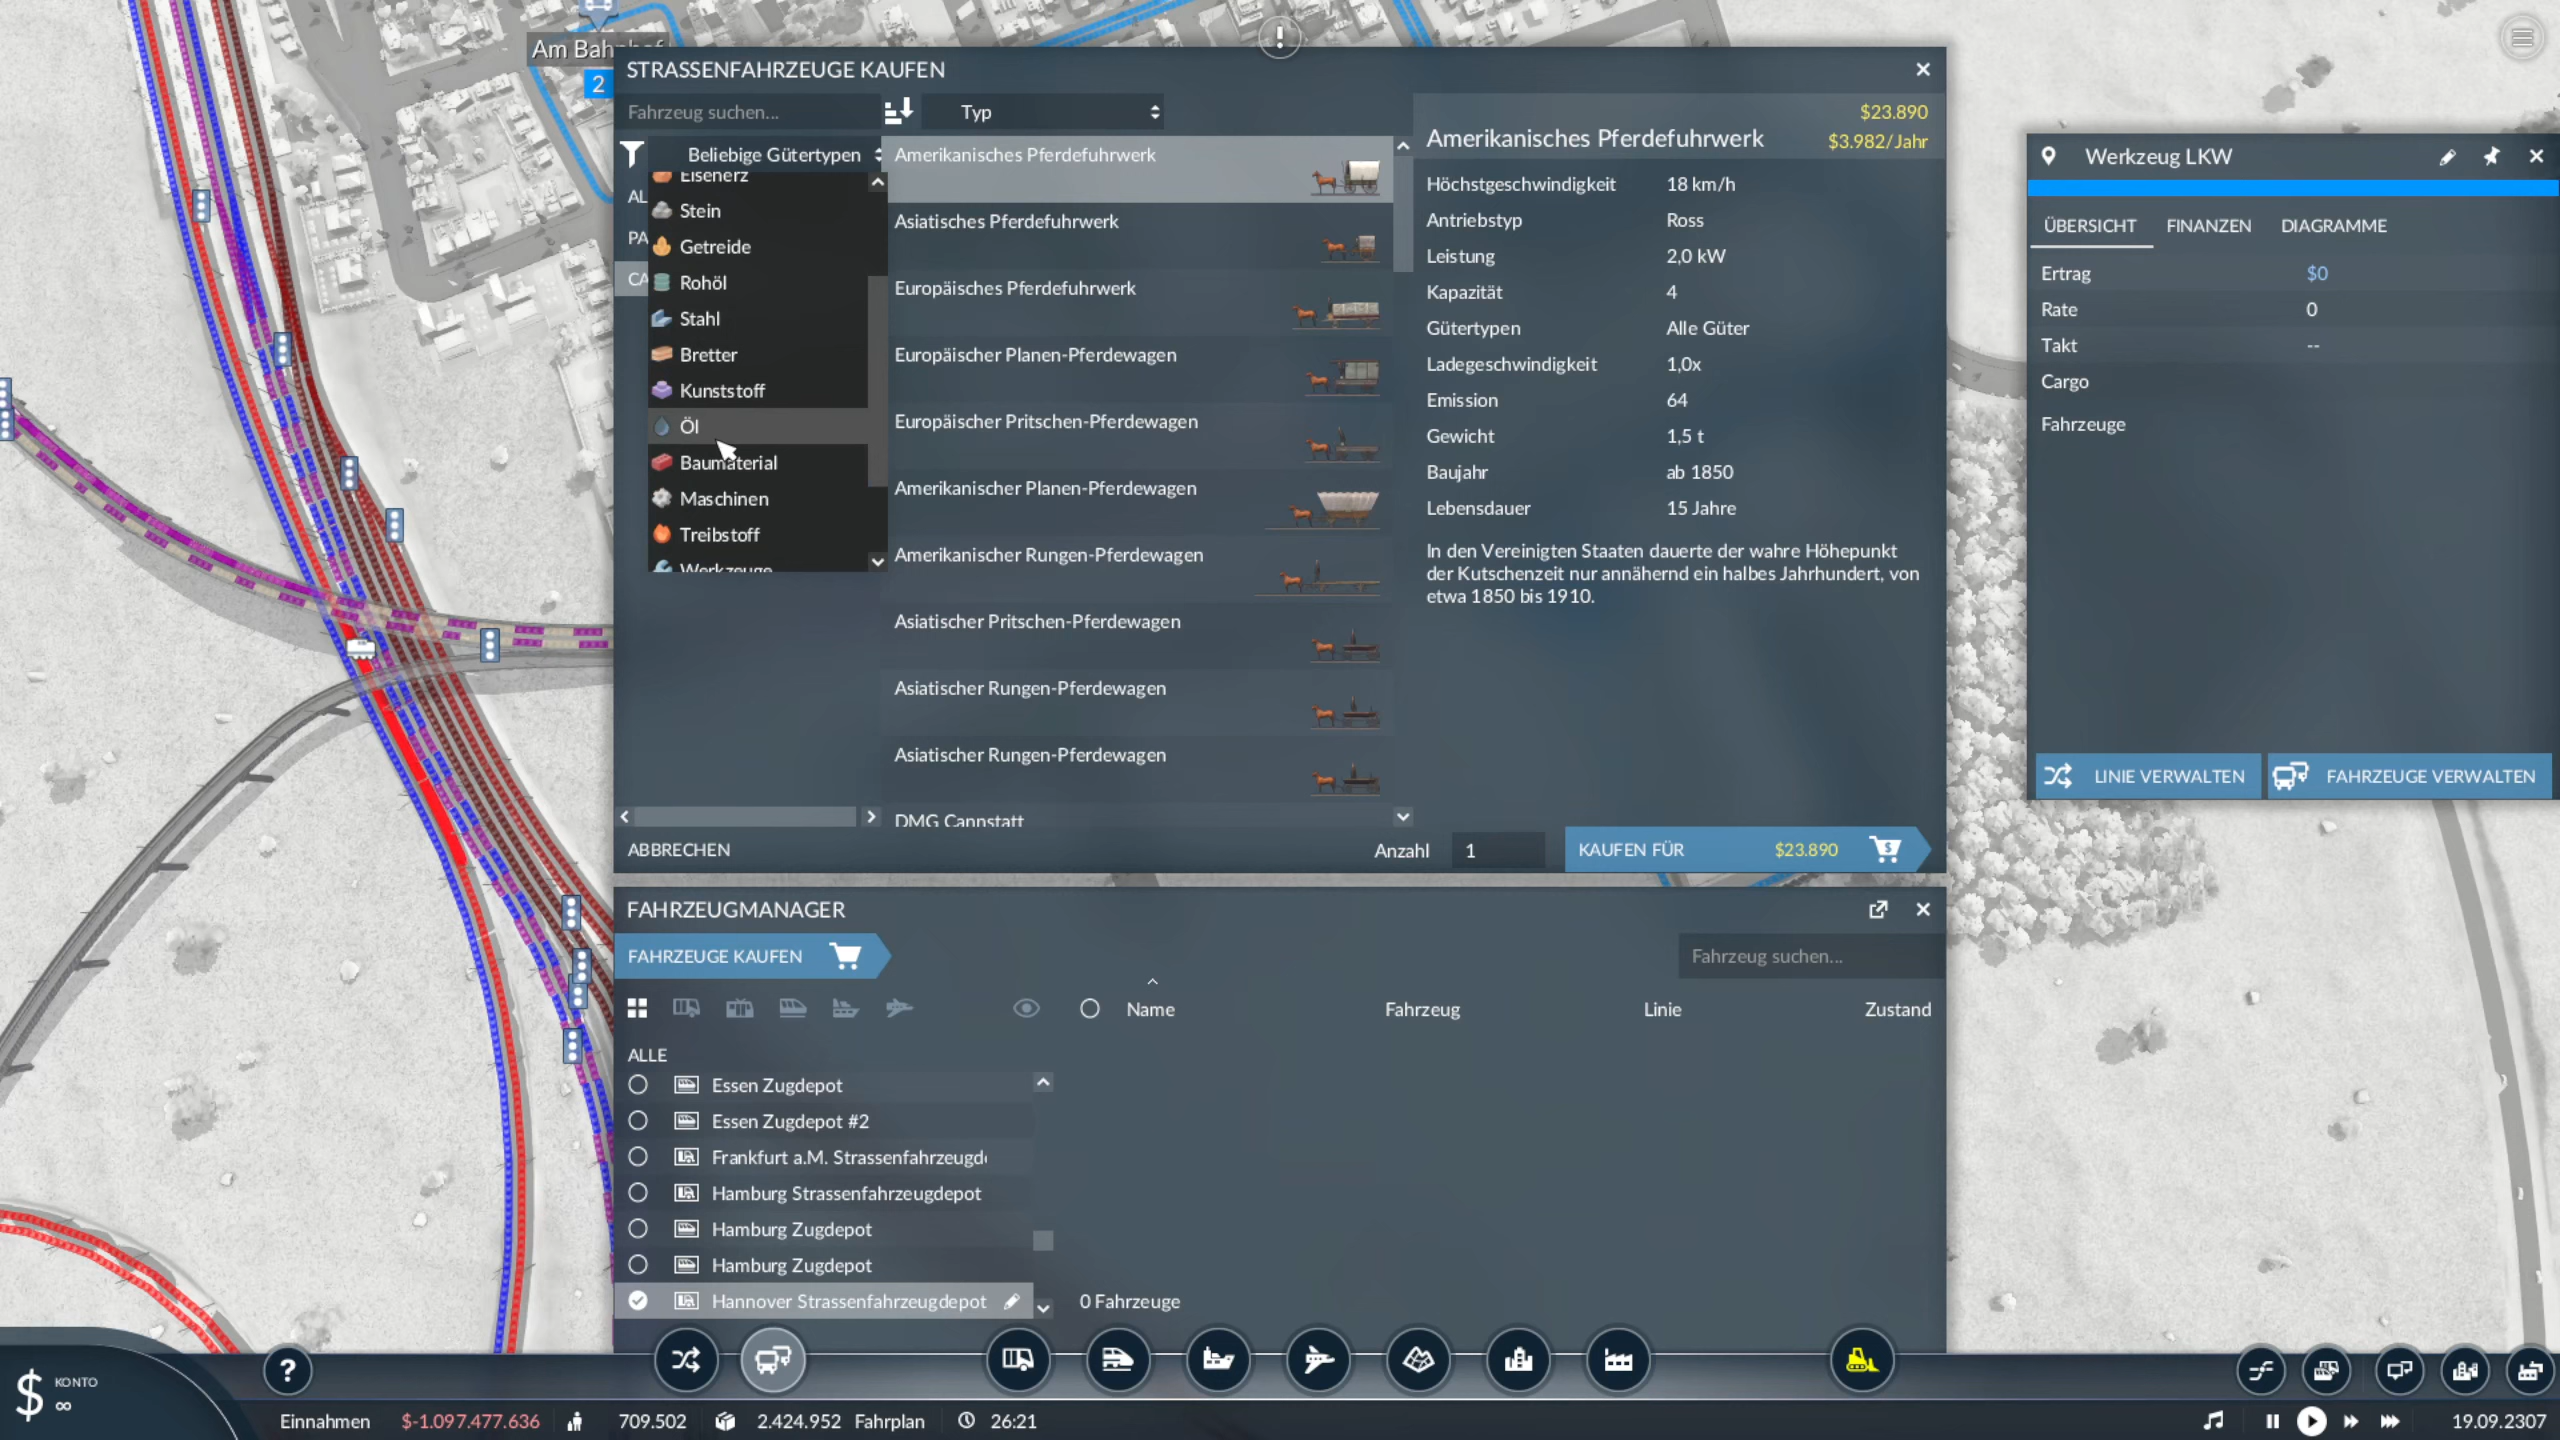 2
STRASSENFAHRZEUGE KAUFEN
Fahrzeug suchen...
Typ
Beliebige Gütertypen
Eisenerz
Stein
Getreide
Rohöl
Stahl
Bretter
Kunststoff
Öl
Baumaterial
Maschinen
Treibstoff
Werkzeuge
Amerikanisches Pferdefuhrwerk
Asiatisches Pferdefuhrwerk
Europäisches Pferdefuhrwerk
Europäischer Planen-Pferdewagen
Europäischer Pritschen-Pferdewagen
Amerikanischer Planen-Pferdewagen
Amerikanischer Rungen-Pferdewagen
Asiatischer Pritschen-Pferdewagen
Asiatischer Rungen-Pferdewagen
Asiatischer Rungen-Pferdewagen
DMG Cannstatt
$23.890
Amerikanisches Pferdefuhrwerk $3.982/Jahr
Höchstgeschwindigkeit 18 km/h
Antriebstyp Ross
Leistung 2,0 kW
Kapazität 4
Gütertypen Alle Güter
Ladegeschwindigkeit 1,0x
Emission 64
Gewicht 1,5 t
Baujahr ab 1850
Lebensdauer 15 Jahre
In den Vereinigten Staaten dauerte der wahre Höhepunkt
der Kutschenzeit nur annähernd ein halbes Jahrhundert, von
etwa 1850 bis 1910.
ABBRECHEN
Anzahl 1
KAUFEN FÜR $23.890
Werkzeug LKW
ÜBERSICHT FINANZEN DIAGRAMME
Ertrag $0
Rate 0
Takt --
Cargo
Fahrzeuge
LINIE VERWALTEN FAHRZEUGE VERWALTEN
FAHRZEUGMANAGER
FAHRZEUGE KAUFEN
Fahrzeug suchen...
Name Fahrzeug Linie Zustand
ALLE
Essen Zugdepot
Essen Zugdepot #2
Frankfurt a.M. Strassenfahrzeugd
Hamburg Strassenfahrzeugdepot
Hamburg Zugdepot
Hamburg Zugdepot
Hannover Strassenfahrzeugdepot
0 Fahrzeuge
$ KONTO
∞
?
Einnahmen $-1.097.477.636 709.502 2.424.952 Fahrplan 26:21
19.09.2307